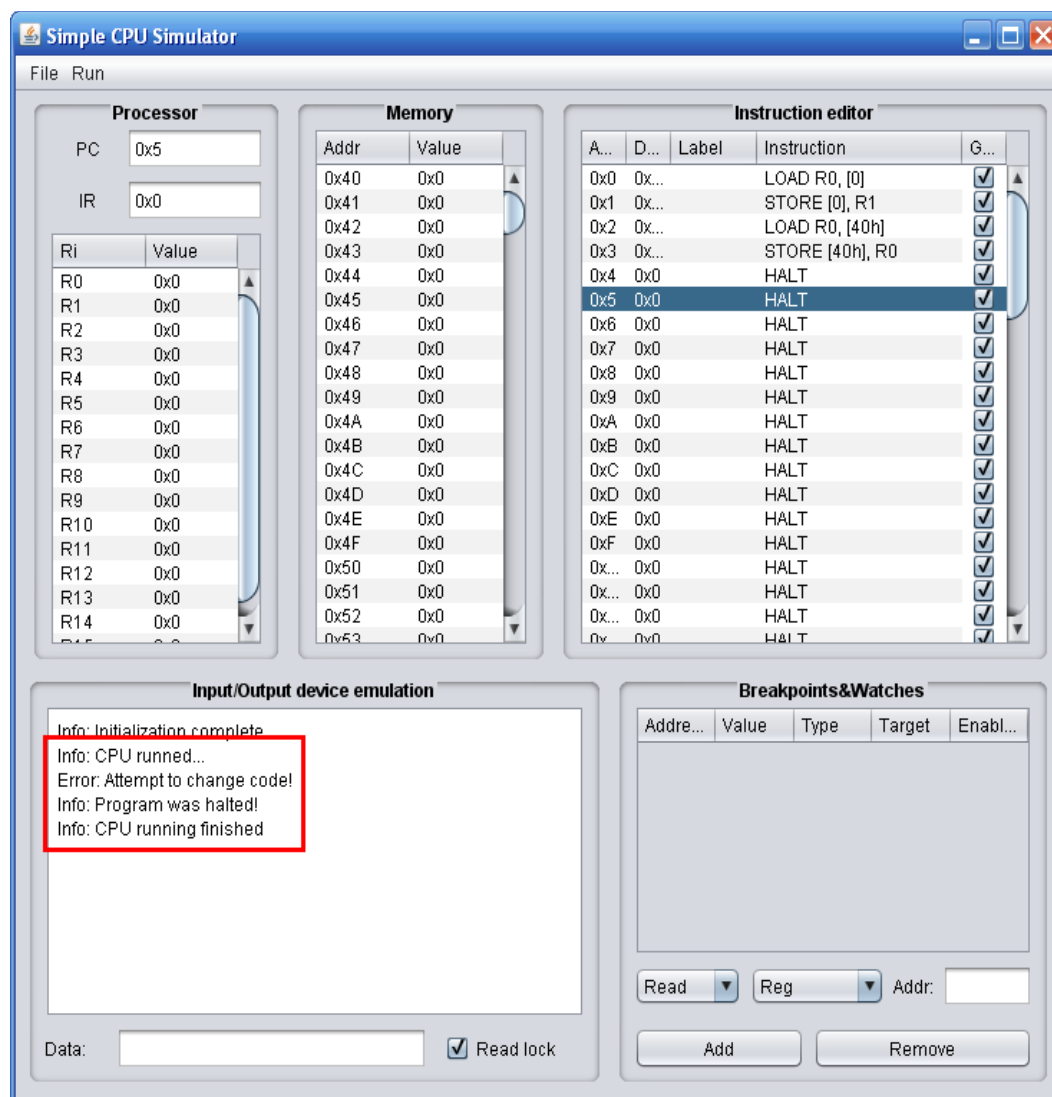 Simple CPU Simulator
File Run
Processor
PC 0x5
IR 0x0
Ri Value
R0 0x0
R1 0x0
R2 0x0
R3 0x0
R4 0x0
R5 0x0
R6 0x0
R7 0x0
R8 0x0
R9 0x0
R10 0x0
R11 0x0
R12 0x0
R13 0x0
R14 0x0
Memory
Addr Value
0x40 0x0
0x41 0x0
0x42 0x0
0x43 0x0
0x44 0x0
0x45 0x0
0x46 0x0
0x47 0x0
0x48 0x0
0x49 0x0
0x4A 0x0
0x4B 0x0
0x4C 0x0
0x4D 0x0
0x4E 0x0
0x4F 0x0
0x50 0x0
0x51 0x0
0x52 0x0
0x53 0x0
Instruction editor
A... D... Label Instruction G...
0x0 0x... LOAD R0, [0]
0x1 0x... STORE [0], R1
0x2 0x... LOAD R0, [40h]
0x3 0x... STORE [40h], R0
0x4 0x0 HALT
0x5 0x0 HALT
0x6 0x0 HALT
0x7 0x0 HALT
0x8 0x0 HALT
0x9 0x0 HALT
0xA 0x0 HALT
0xB 0x0 HALT
0xC 0x0 HALT
0xD 0x0 HALT
0xE 0x0 HALT
0xF 0x0 HALT
0x... 0x0 HALT
0x... 0x0 HALT
0x... 0x0 HALT
0x... 0x0 HALT
Input/Output device emulation
Info: Initialization complete
Info: CPU runned...
Error: Attempt to change code!
Info: Program was halted!
Info: CPU running finished
Data: Read lock
Breakpoints&Watches
Addre... Value Type Target Enabl...
Read Reg Addr:
Add Remove